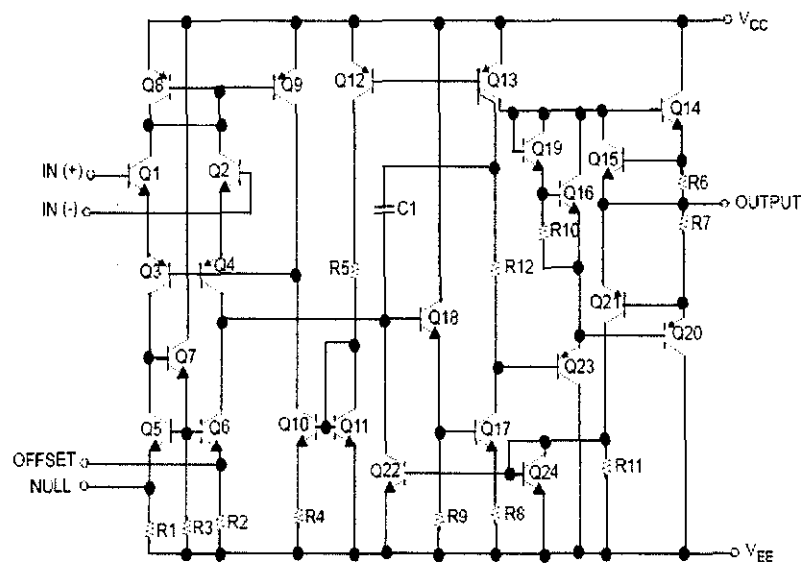 VCC
Q8
Q9
Q12
Q13
Q14
Q19
Q15
Q1
Q2
IN (+)
Q16
R6
IN (-)
C1
OUTPUT
R10
R7
Q3
Q4
R5
R12
Q21
Q18
Q20
Q7
Q23
Q5
Q6
Q10
Q11
Q17
OFFSET
Q22
Q24
R11
NULL
R1
R3
R2
R4
R9
R8
VEE